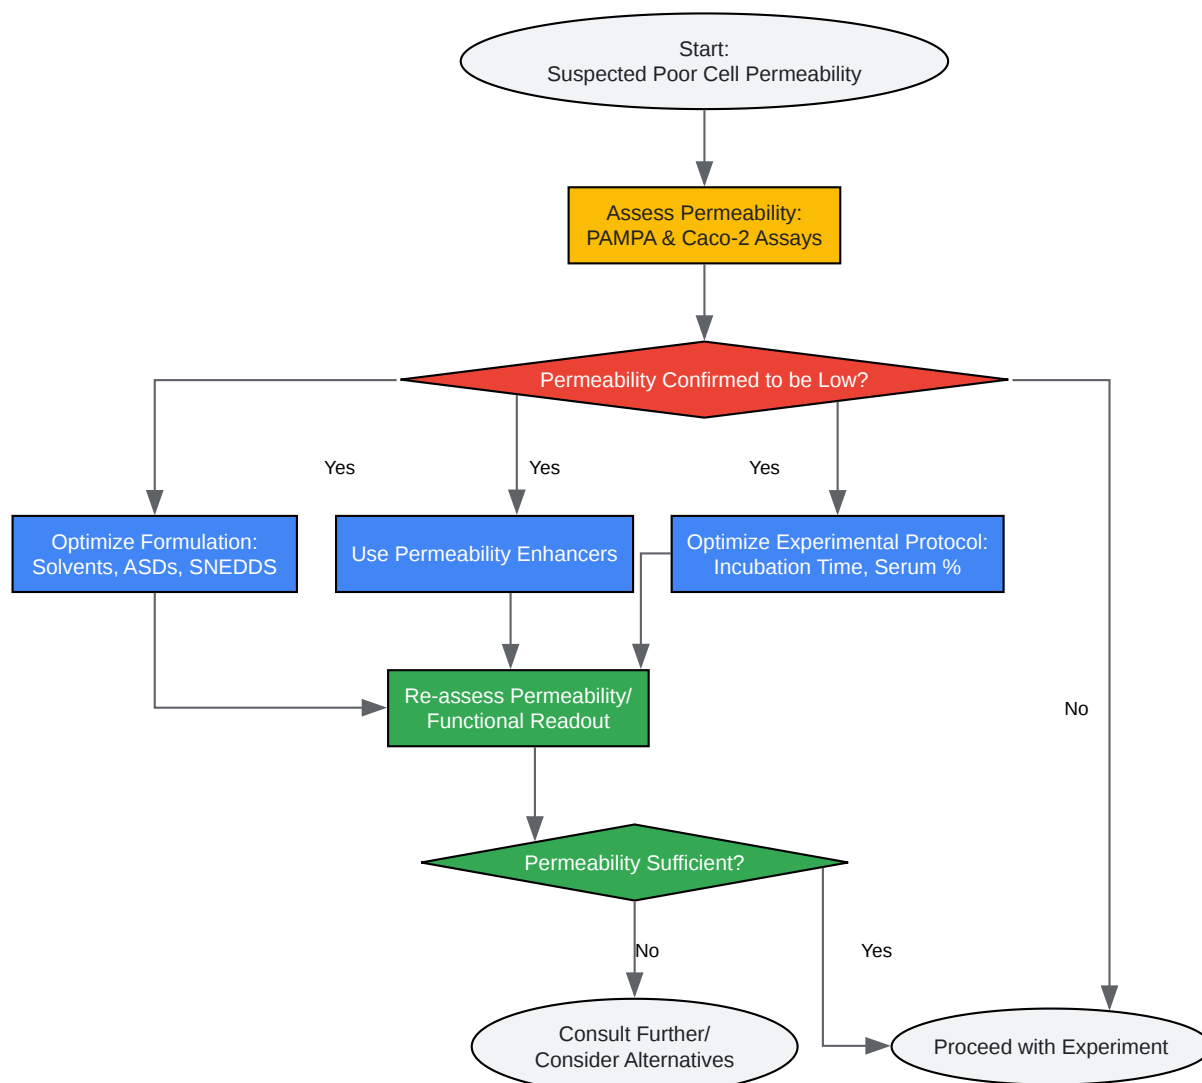 Start:
Suspected Poor Cell Permeability
Assess Permeability:
PAMPA & Caco-2 Assays
Permeability Confirmed to be Low?
Yes
Yes
Yes
Optimize Formulation:
Solvents, ASDs, SNEDDS
Use Permeability Enhancers
Optimize Experimental Protocol:
Incubation Time, Serum %
Re-assess Permeability/
Functional Readout
No
Permeability Sufficient?
No
Yes
Consult Further/
Consider Alternatives
Proceed with Experiment